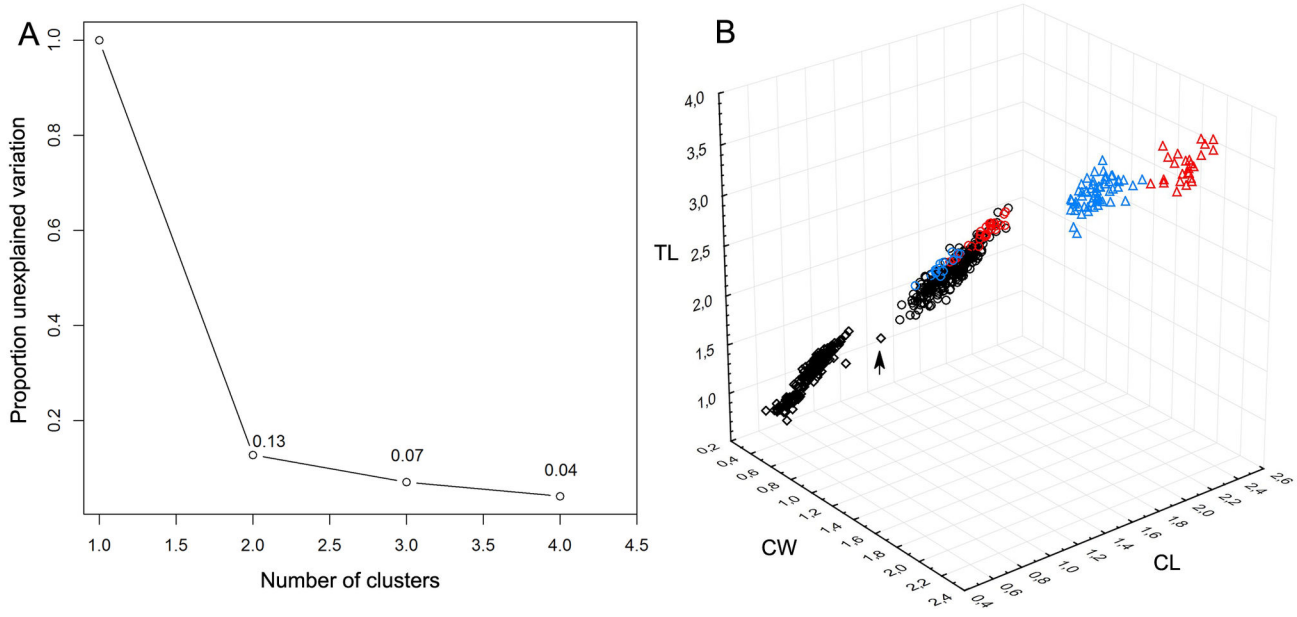 A
Proportion unexplained variation
1.0
0.8
0.6
0.4
0.2
0.13
0.07
0.04
1.0 1.5 2.0 2.5 3.0 3.5 4.0 4.5
Number of clusters
B
TL
4,0
3,5
3,0
2,5
2,0
1,5
1,0
0,2 0,4 0,6 0,8 1,0 1,2 1,4 1,6 1,8 2,0 2,2 2,4
CW
0,4 0,6 0,8 1,0 1,2 1,4 1,6 1,8 2,0 2,2 2,4 2,6
CL